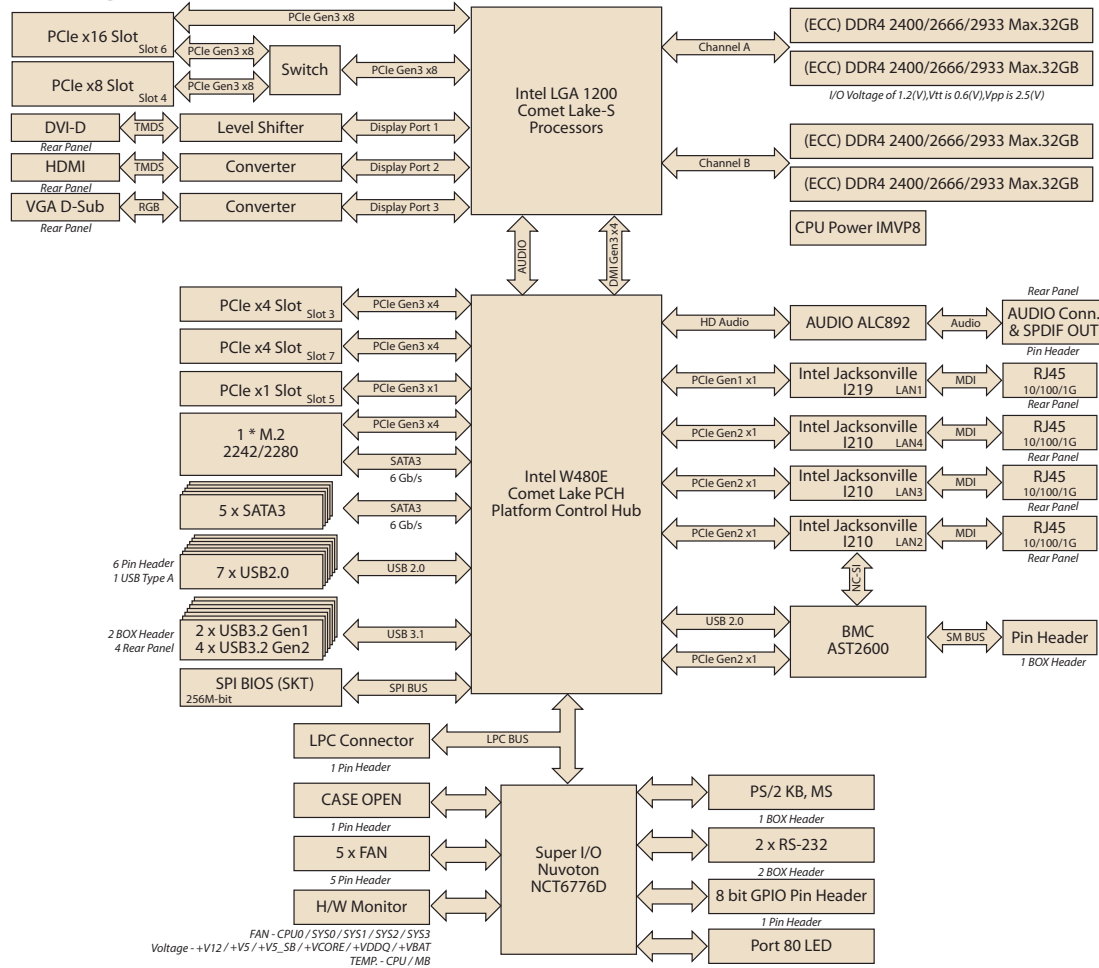 PCIe Gen3 x8
PCIe x16 Slot
Slot 6
PCIe Gen3 x8
Switch
PCIe Gen3 x8
PCIe x8 Slot
Slot 4
PCIe Gen3 x8
DVI-D
Rear Panel
TMDS
Level Shifter
Display Port 1
HDMI
Rear Panel
TMDS
Converter
Display Port 2
VGA D-Sub
Rear Panel
RGB
Converter
Display Port 3
Intel LGA 1200
Comet Lake-S
Processors
Channel A
(ECC) DDR4 2400/2666/2933 Max.32GB
(ECC) DDR4 2400/2666/2933 Max.32GB
I/O Voltage of 1.2(V),Vtt is 0.6(V),Vpp is 2.5(V)
Channel B
(ECC) DDR4 2400/2666/2933 Max.32GB
(ECC) DDR4 2400/2666/2933 Max.32GB
CPU Power IMVP8
AUDIO
DMI Gen3 x4
PCIe x4 Slot
Slot 3
PCIe Gen3 x4
PCIe x4 Slot
Slot 7
PCIe Gen3 x4
PCIe x1 Slot
Slot 5
PCIe Gen3 x1
1 * M.2
2242/2280
PCIe Gen3 x4
SATA3
6 Gb/s
5 x SATA3
SATA3
6 Gb/s
6 Pin Header
1 USB Type A
7 x USB2.0
USB 2.0
2 BOX Header
4 Rear Panel
2 x USB3.2 Gen1
4 x USB3.2 Gen2
USB 3.1
SPI BIOS (SKT)
256M-bit
SPI BUS
Intel W480E
Comet Lake PCH
Platform Control Hub
HD Audio
AUDIO ALC892
Audio
Rear Panel
AUDIO Conn.
& SPDIF OUT
Pin Header
PCIe Gen1 x1
Intel Jacksonville
I219
LAN1
MDI
RJ45
10/100/1G
Rear Panel
PCIe Gen2 x1
Intel Jacksonville
I210
LAN4
MDI
RJ45
10/100/1G
Rear Panel
PCIe Gen2 x1
Intel Jacksonville
I210
LAN3
MDI
RJ45
10/100/1G
Rear Panel
PCIe Gen2 x1
Intel Jacksonville
I210
LAN2
MDI
RJ45
10/100/1G
Rear Panel
NC-SI
USB 2.0
PCIe Gen2 x1
BMC
AST2600
SM BUS
Pin Header
1 BOX Header
LPC Connector
1 Pin Header
LPC BUS
CASE OPEN
1 Pin Header
5 x FAN
5 Pin Header
H/W Monitor
FAN - CPU0 / SYS0 / SYS1 / SYS2 / SYS3
Voltage - +V12 / +V5 / +V5_SB / +VCORE / +VDDQ / +VBAT
TEMP. - CPU / MB
Super I/O
Nuvoton
NCT6776D
PS/2 KB, MS
1 BOX Header
2 x RS-232
2 BOX Header
8 bit GPIO Pin Header
1 Pin Header
Port 80 LED